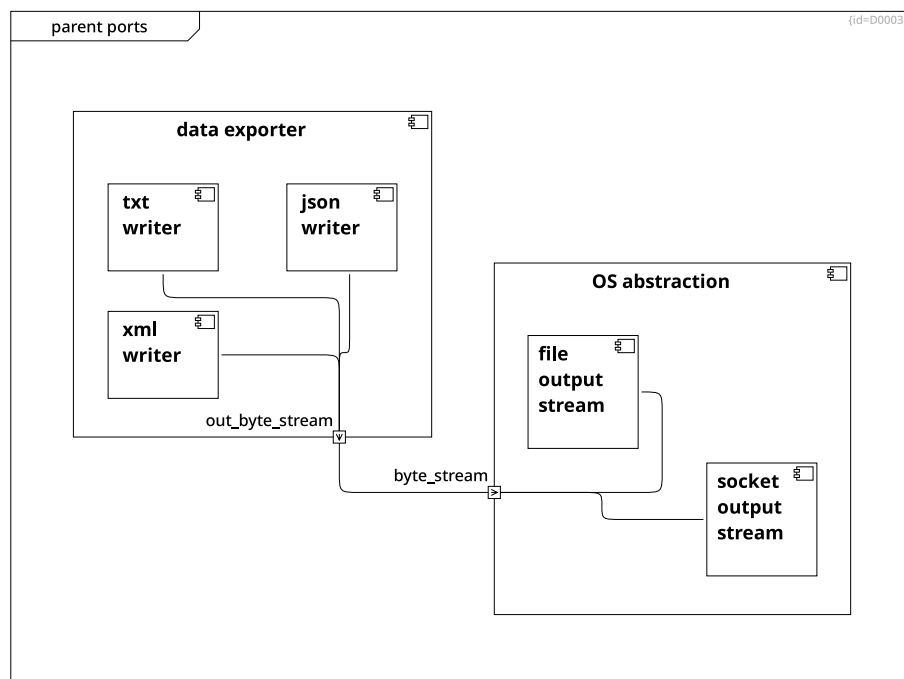 parent ports
{id=D0003
data exporter
txt
writer
json
writer
xml
writer
out_byte_stream
byte_stream
OS abstraction
file
output
stream
socket
output
stream